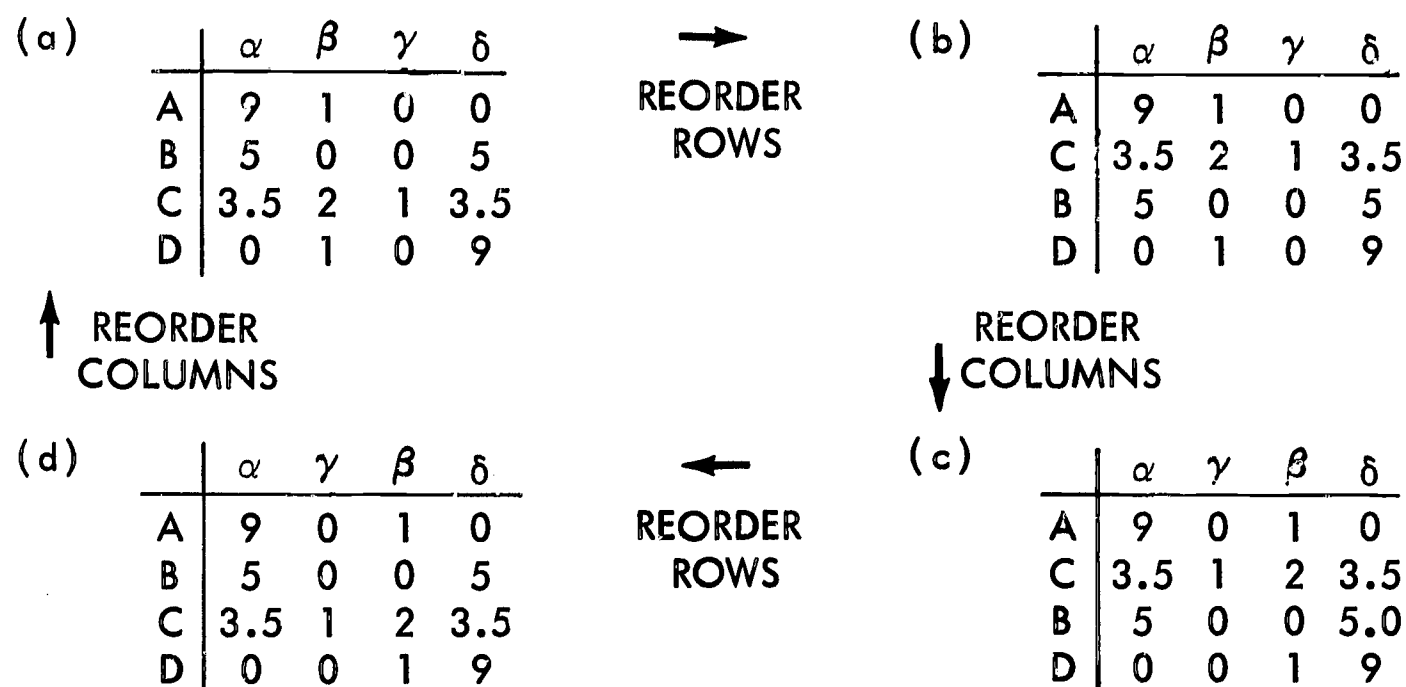 (a) α β γ δ
A 9 1 0 0
B 5 0 0 5
C 3.5 2 1 3.5
D 0 1 0 9
REORDER
ROWS
(b) α β γ δ
A 9 1 0 0
C 3.5 2 1 3.5
B 5 0 0 5
D 0 1 0 9
REORDER
COLUMNS
REORDER
COLUMNS
(d) α γ β δ
A 9 0 1 0
B 5 0 0 5
C 3.5 1 2 3.5
D 0 0 1 9
REORDER
ROWS
(c) α γ β δ
A 9 0 1 0
C 3.5 1 2 3.5
B 5 0 0 5.0
D 0 0 1 9